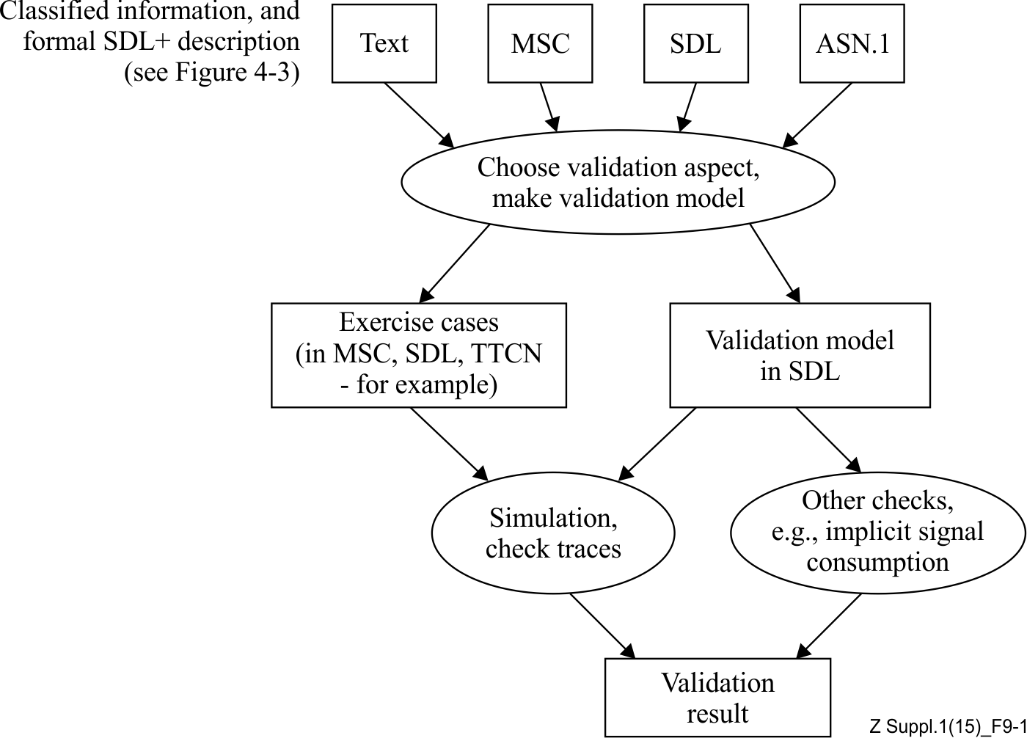 Classified information, and
formal SDL+ description
(see Figure 4-3)
Text
MSC
SDL
ASN.1
Choose validation aspect,
make validation model
Exercise cases
(in MSC, SDL, TTCN
- for example)
Validation model
in SDL
Simulation,
check traces
Other checks,
e.g., implicit signal
consumption
Validation
result
Z Suppl.1(15)_F9-1